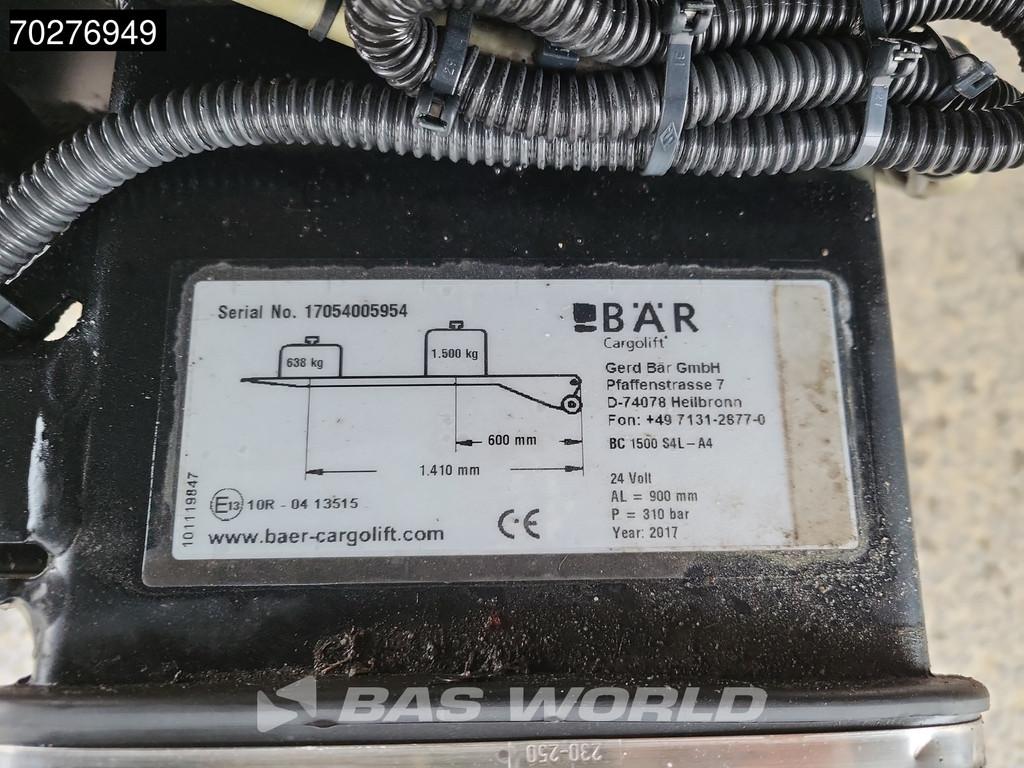 70276949
Serial No. 17054005954
BÄR
Cargolift
638 kg
1.500 kg
Gerd Bär GmbH
Pfaffenstrasse 7
D-74078 Heilbronn
Fon: +49 7131-2877-0
600 mm
BC 1500 S4L-A4
1.410 mm
24 Volt
AL = 900 mm
P = 310 bar
Year: 2017
101119847
E13 10R - 04 13515
CE
www.baer-cargolift.com
BAS WORLD
230-250